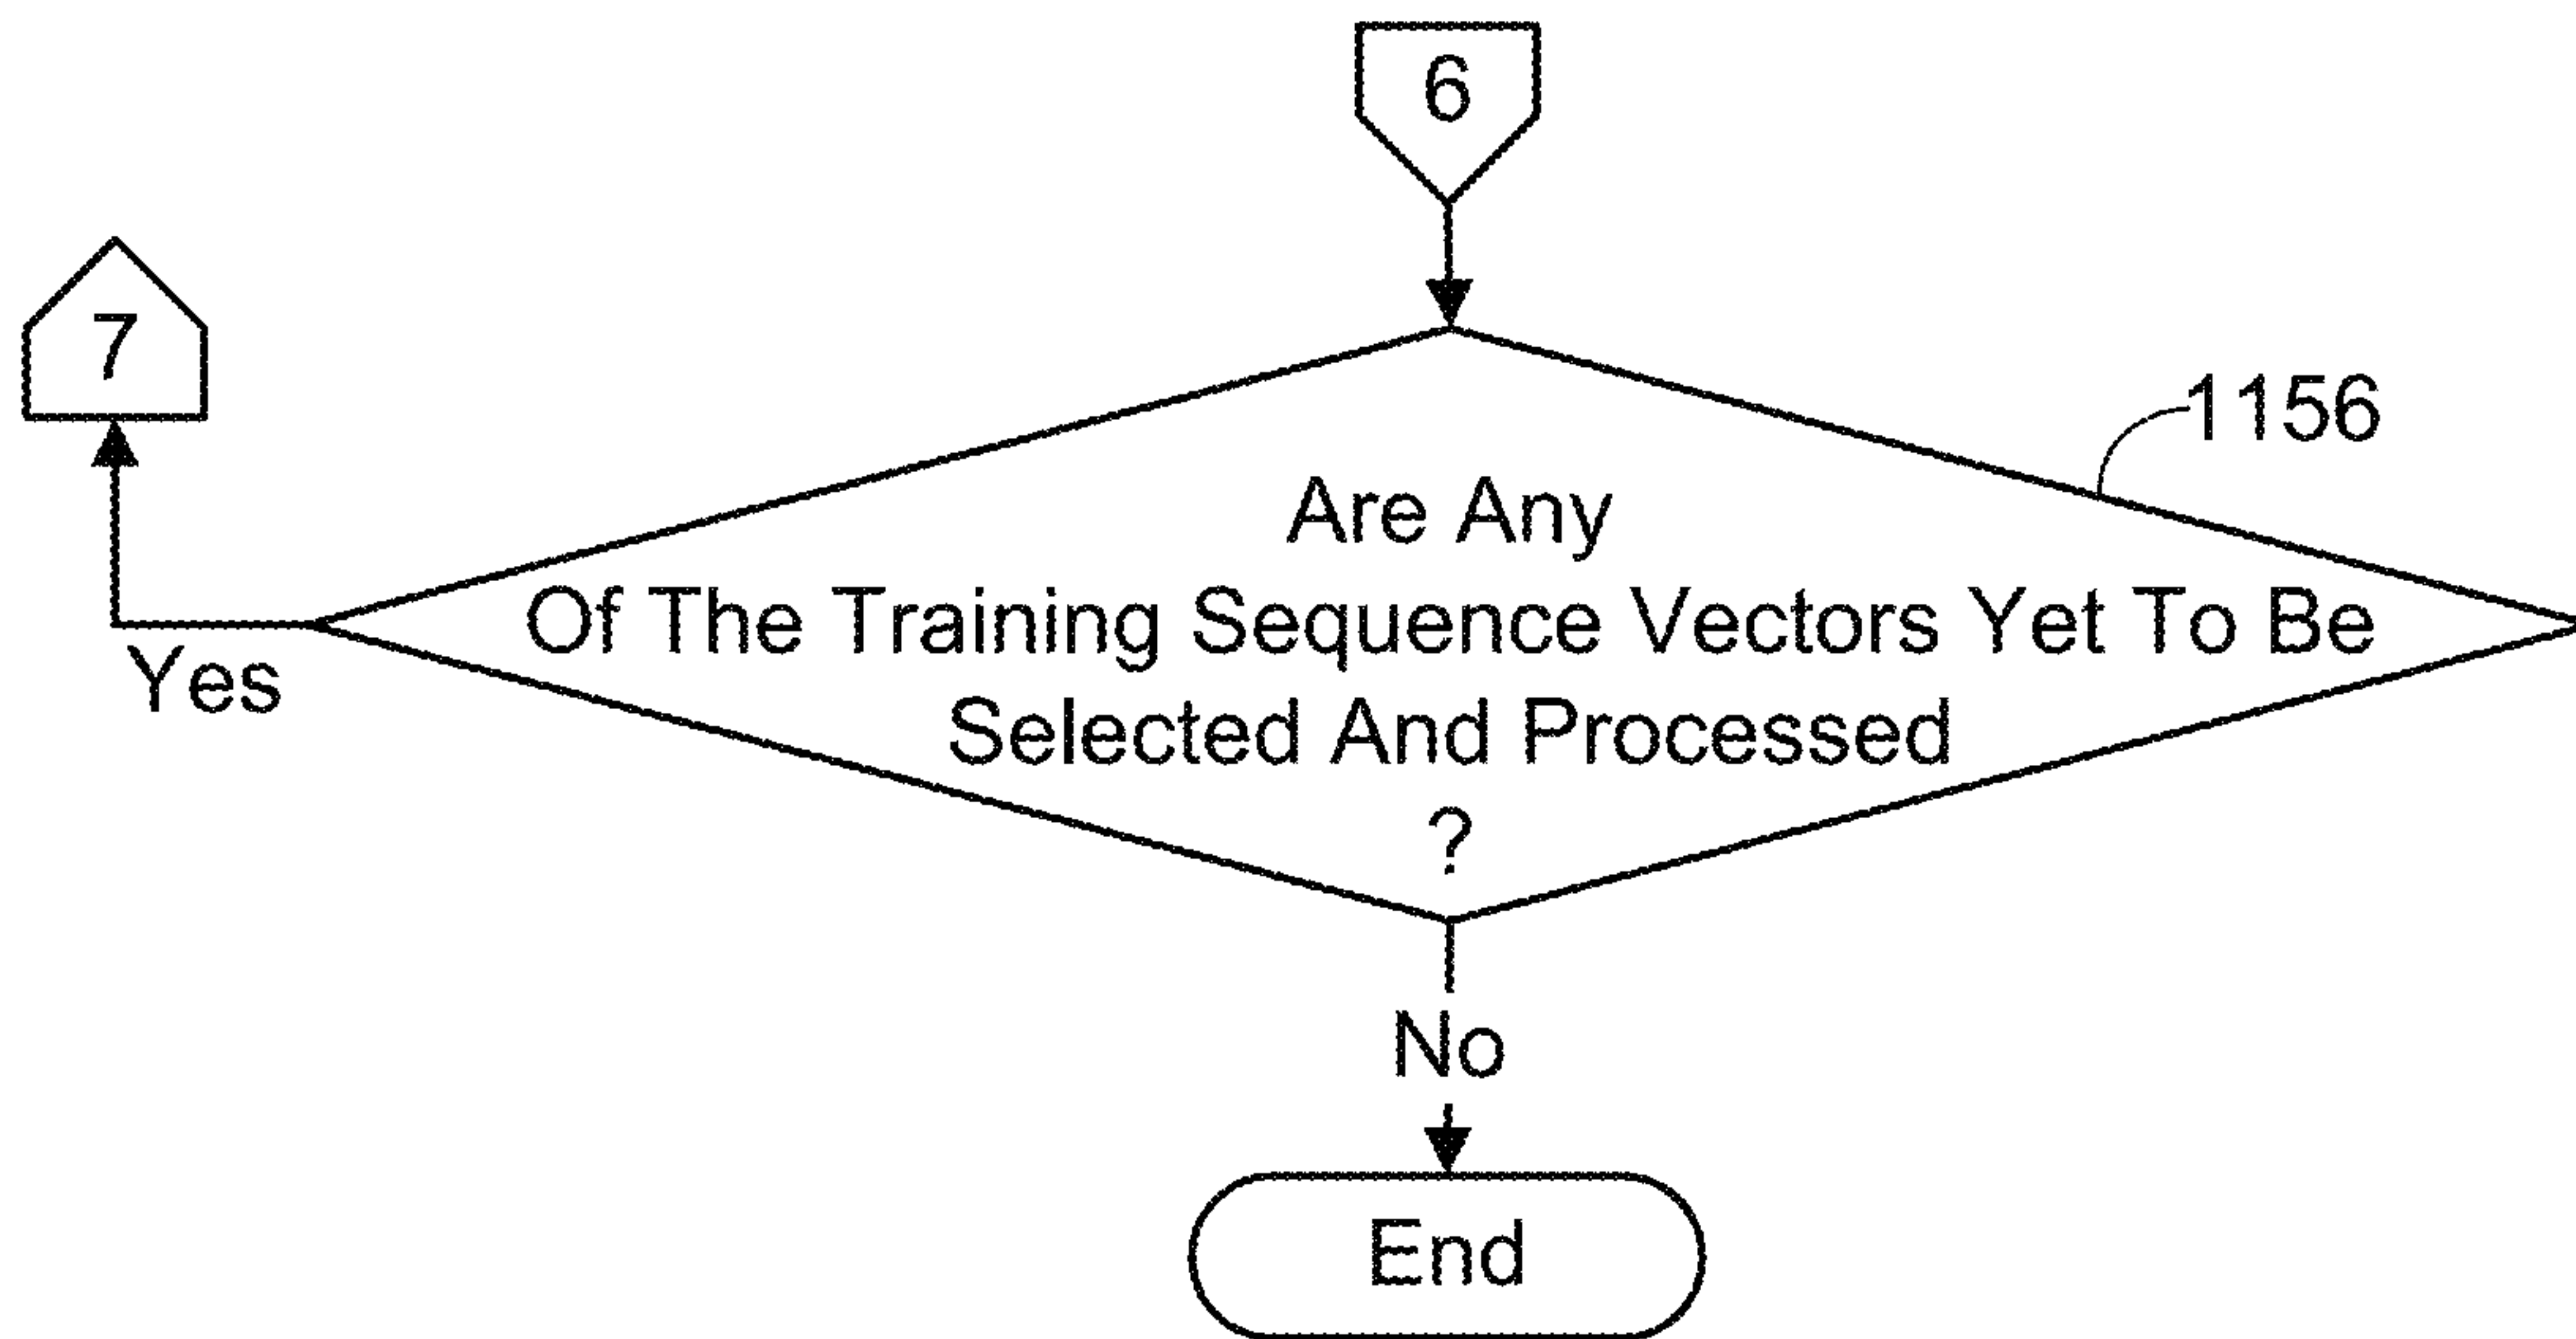 6
7
1156
Are Any
Of The Training Sequence Vectors Yet To Be
Selected And Processed
?
Yes
No
End